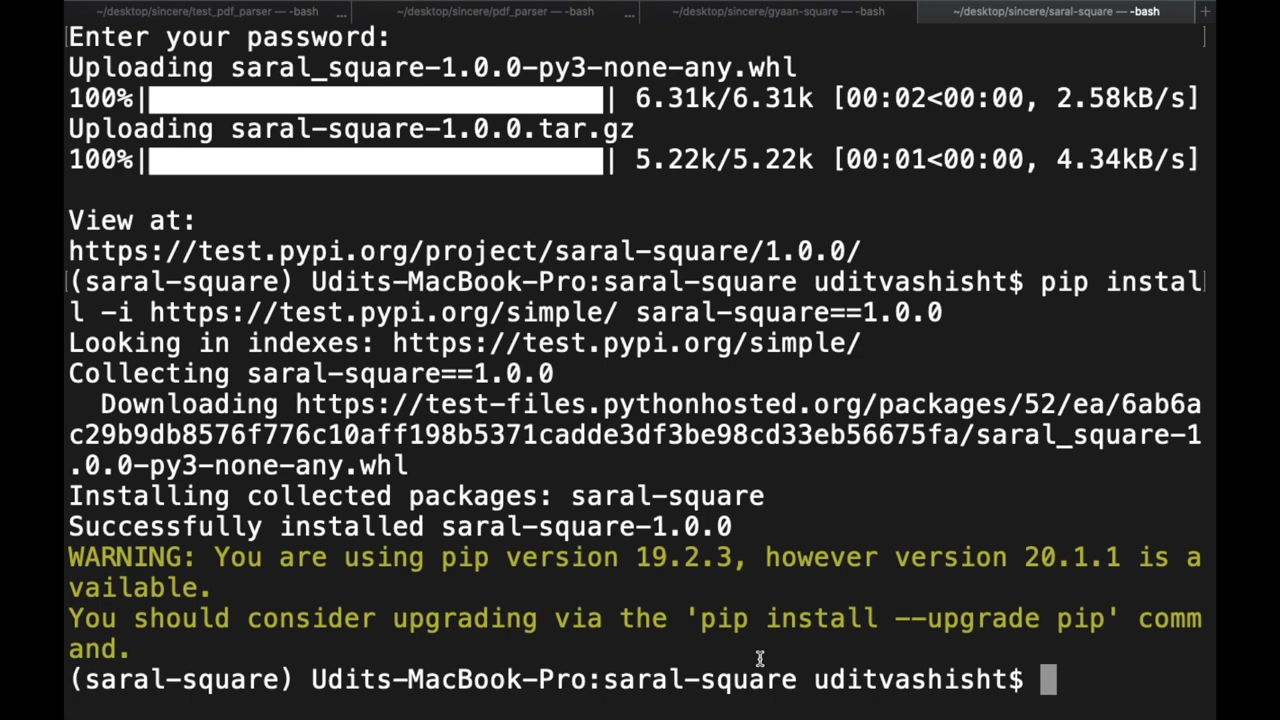 ~/desktop/sincere/test_pdf_parser — -bash ... ~/desktop/sincere/pdf_parser — -bash ... ~/desktop/sincere/gyaan-square — -bash ~/desktop/sincere/saral-square — -bash +
Enter your password:
Uploading saral_square-1.0.0-py3-none-any.whl
100%| | 6.31k/6.31k [00:02<00:00, 2.58kB/s]
Uploading saral-square-1.0.0.tar.gz
100%| | 5.22k/5.22k [00:01<00:00, 4.34kB/s]
View at:
https://test.pypi.org/project/saral-square/1.0.0/
(saral-square) Udits-MacBook-Pro:saral-square uditvashisht$ pip instal
l -i https://test.pypi.org/simple/ saral-square==1.0.0
Looking in indexes: https://test.pypi.org/simple/
Collecting saral-square==1.0.0
Downloading https://test-files.pythonhosted.org/packages/52/ea/6ab6a
c29b9db8576f776c10aff198b5371cadde3df3be98cd33eb56675fa/saral_square-1
.0.0-py3-none-any.whl
Installing collected packages: saral-square
Successfully installed saral-square-1.0.0
WARNING: You are using pip version 19.2.3, however version 20.1.1 is a
vailable.
You should consider upgrading via the 'pip install --upgrade pip' comm
and.
(saral-square) Udits-MacBook-Pro:saral-square uditvashisht$